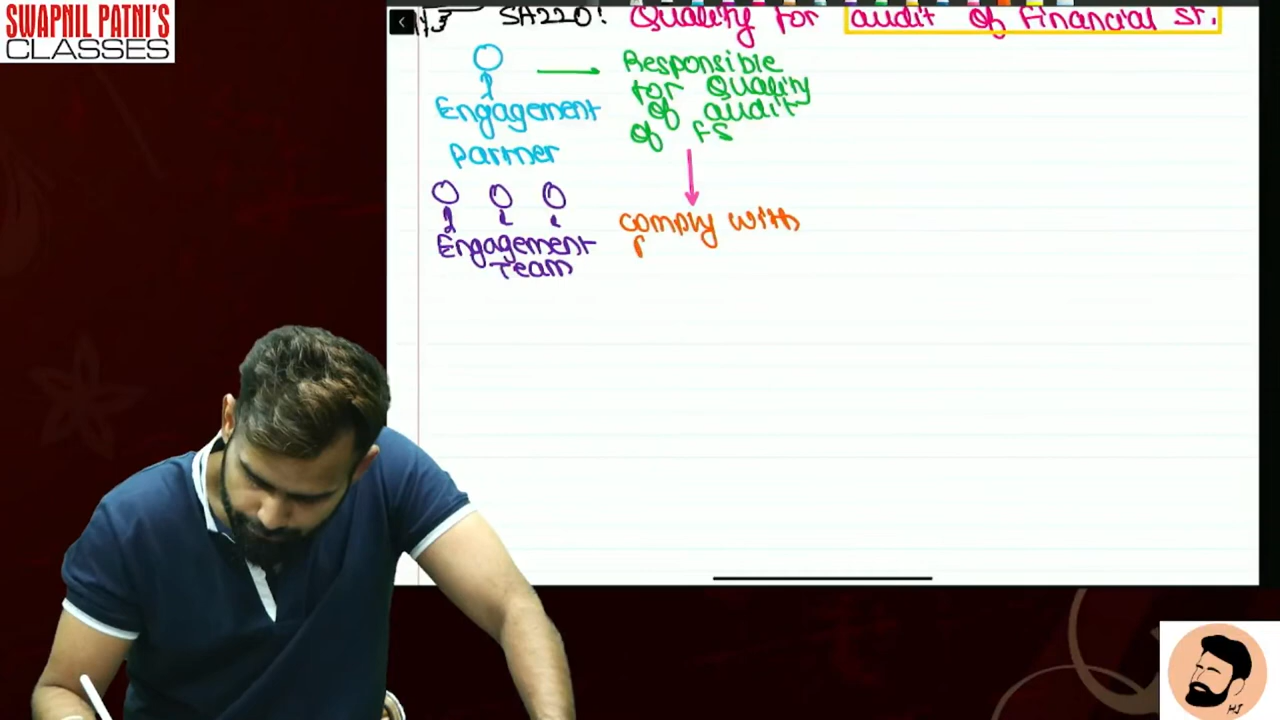 SWAPNIL PATNI'S
CLASSES
SA220: Quality for audit of Financial St.
Engagement
Partner
Responsible
for Quality
of audit
of FS
Engagement
Team
comply with
HS